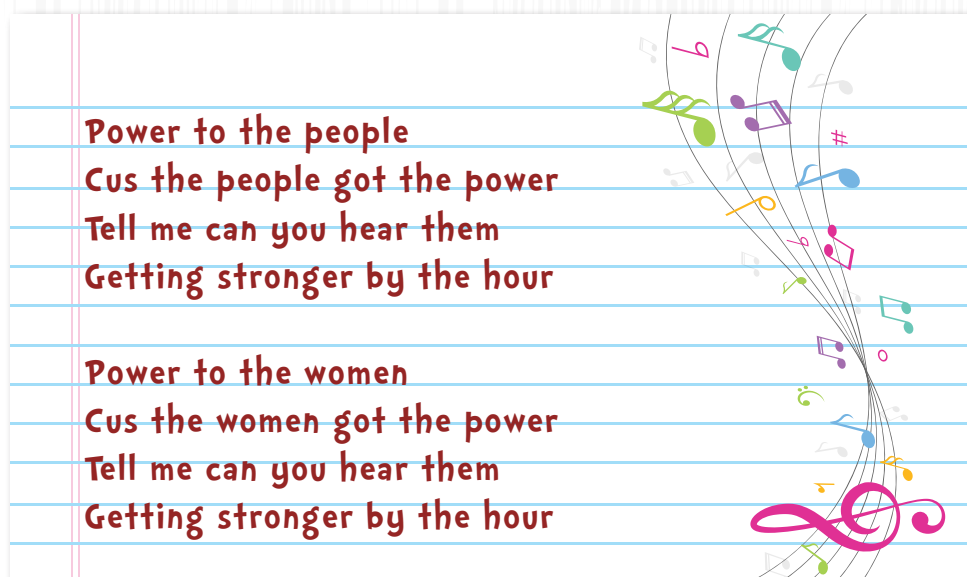 Power to the people
Cus the people got the power
Tell me can you hear them
Getting stronger by the hour
Power to the women
Cus the women got the power
Tell me can you hear them
Getting stronger by the hour